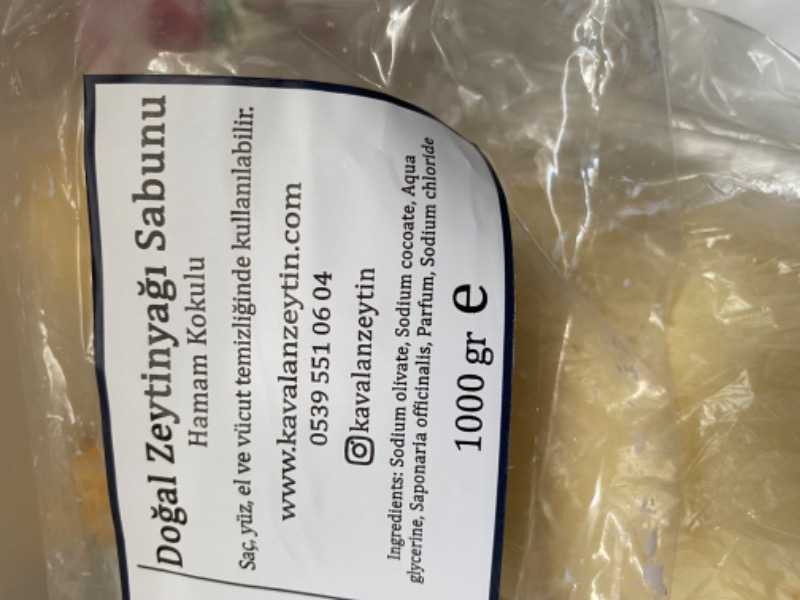 Doğal Zeytinyağı Sabunu
Hamam Kokulu
Saç, yüz, el ve vücut temizliğinde kullanılabilir.
www.kavalanzeytin.com
0539 551 06 04
kavalanzeytin
Ingredients: Sodium olivate, Sodium cocoate, Aqua
glycerine, Saponaria officinalis, Parfum, Sodium chloride
1000 gr e